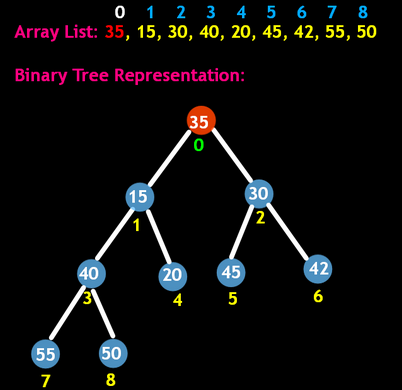 0 1 2 3 4 5 6 7 8
Array List: 35, 15, 30, 40, 20, 45, 42, 55, 50
Binary Tree Representation:
35
0
15 30
1 2
40 20 45 42
3 4 5 6
55 50
7 8